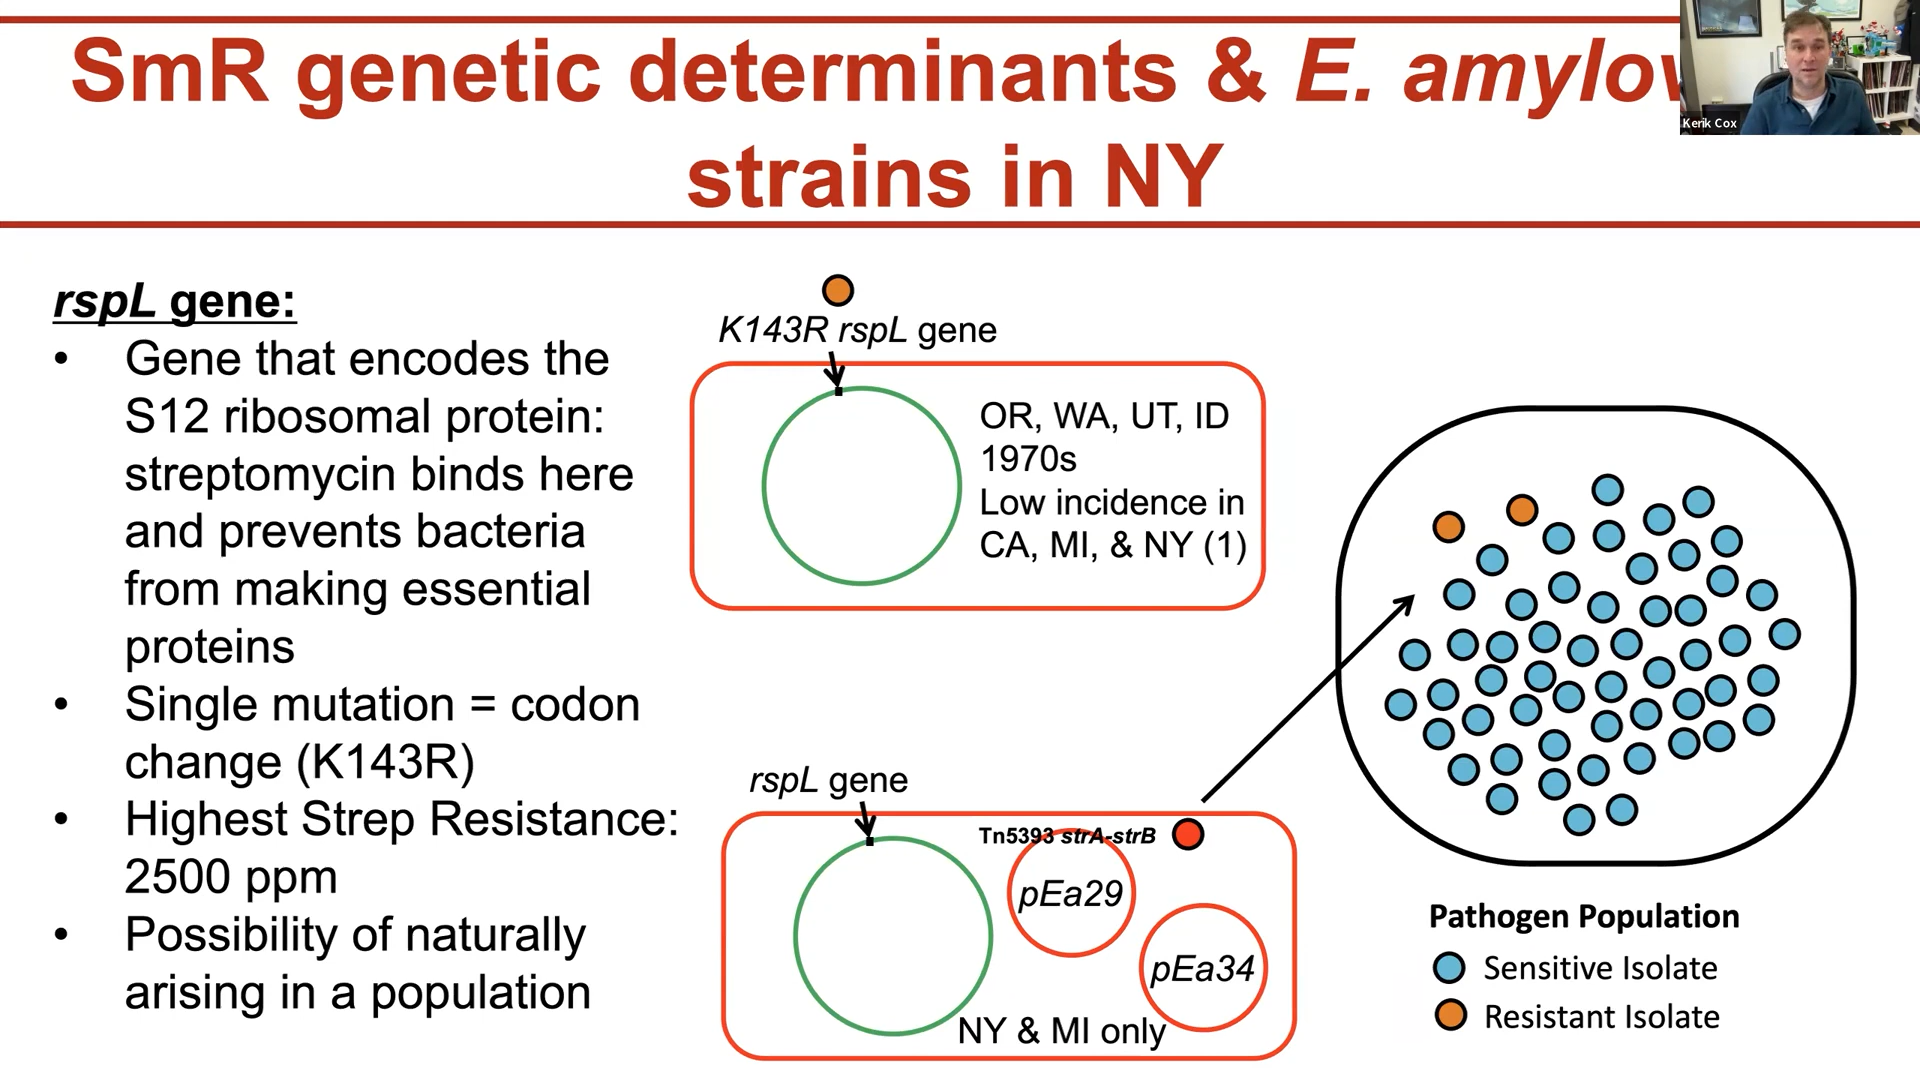 SmR genetic determinants & E. amylov
strains in NY
Kerik Cox
rspL gene:
• Gene that encodes the
S12 ribosomal protein:
streptomycin binds here
and prevents bacteria
from making essential
proteins
• Single mutation = codon
change (K143R)
• Highest Strep Resistance:
2500 ppm
• Possibility of naturally
arising in a population
K143R rspL gene
OR, WA, UT, ID
1970s
Low incidence in
CA, MI, & NY (1)
rspL gene
Tn5393 strA-strB
pEa29
pEa34
NY & MI only
Pathogen Population
Sensitive Isolate
Resistant Isolate